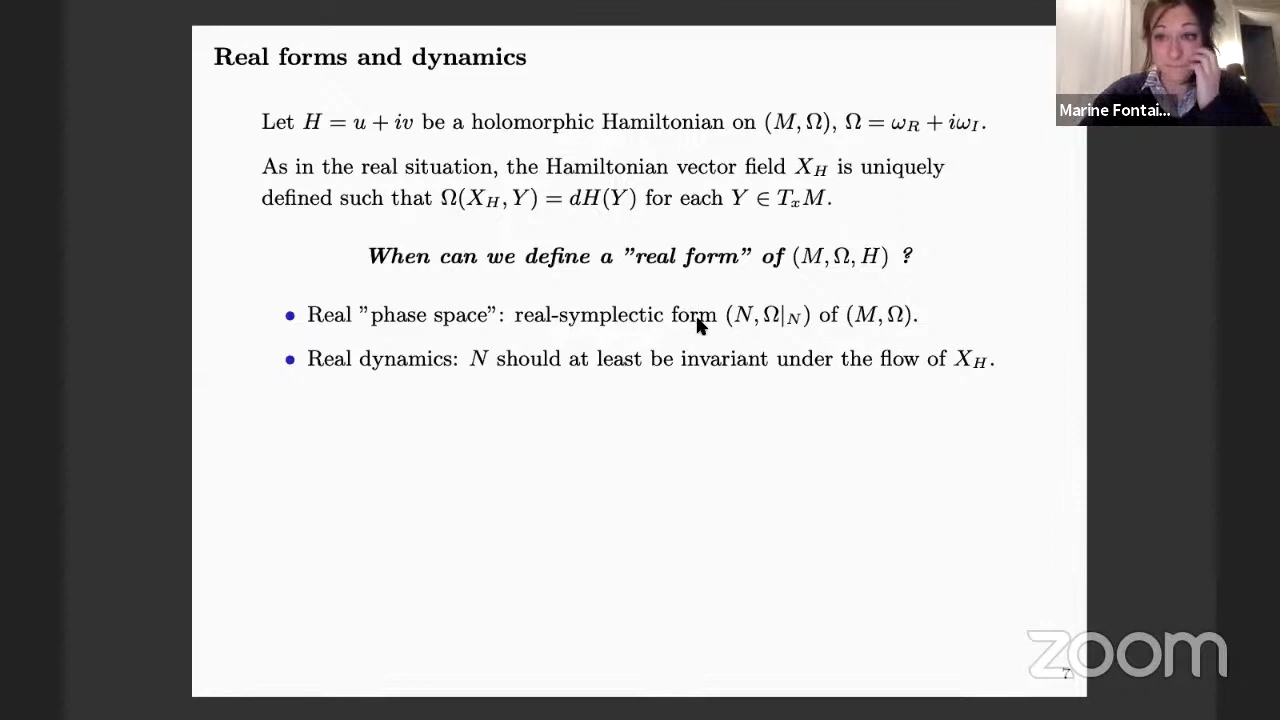 Real forms and dynamics
Let H = u + iv be a holomorphic Hamiltonian on (M, Ω), Ω = ω_R + iω_I.
As in the real situation, the Hamiltonian vector field X_H is uniquely
defined such that Ω(X_H, Y) = dH(Y) for each Y ∈ T_xM.
When can we define a ”real form” of (M, Ω, H) ?
• Real ”phase space”: real-symplectic form (N, Ω|_N) of (M, Ω).
• Real dynamics: N should at least be invariant under the flow of X_H.
Marine Fontai...
zoom
7